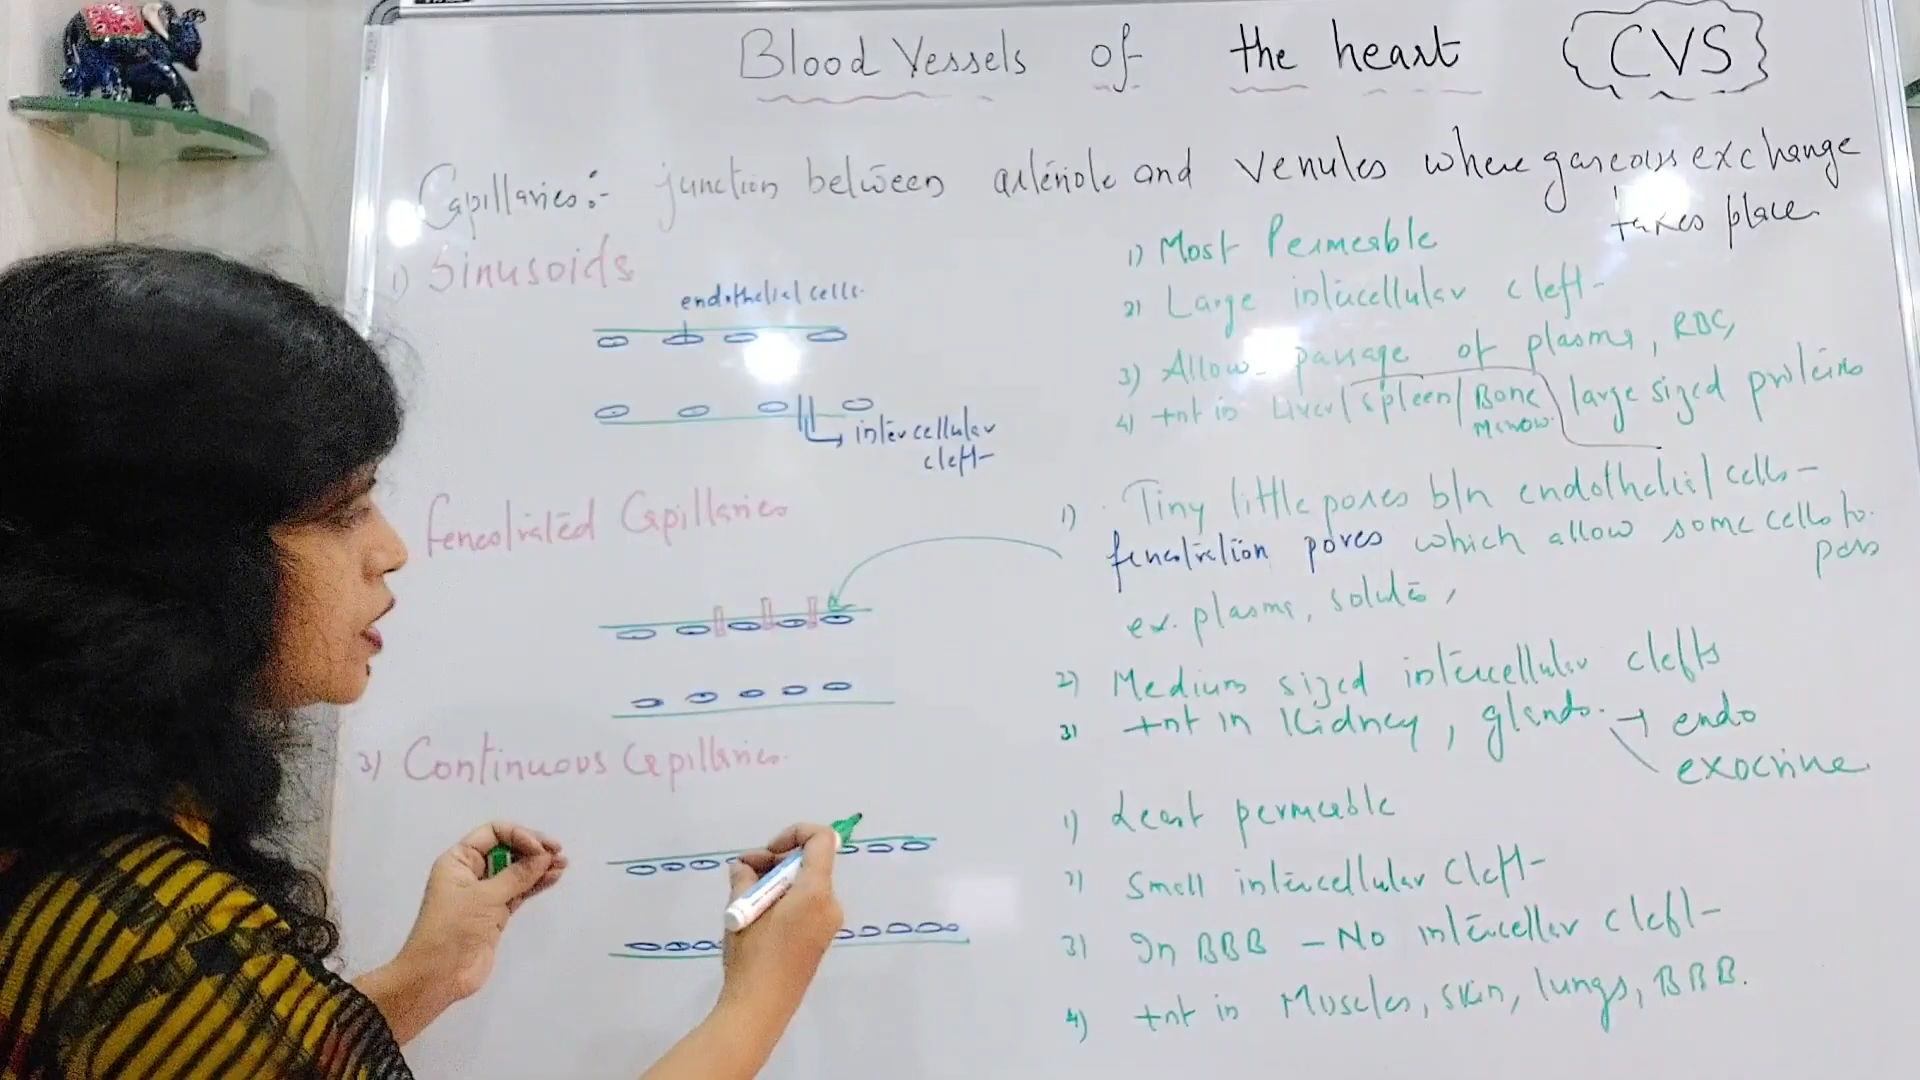 Blood Vessels of the heart
CVS
Capillaries:- junction between arteriole and Venules where gaseous exchange
takes place.
1) Sinusoids
endothelial cells.
intercellular
cleft
1) Most Permeable
2) Large intercellular cleft
3) Allow passage of plasma, RBC,
large sized proteins
4) +nt in Liver / spleen / Bone
Marrow.
Fenestrated Capillaries
1) Tiny little pores b/n endothelial cells -
fenestration pores which allow some cells to
pass
ex. plasma, solute,
2) Medium sized intercellular clefts
3) +nt in Kidney, glands. → endo
exocrine
3) Continuous Capillaries.
1) Least permeable
2) Small intercellular cleft
3) In BBB - No intercellar cleft
4) +nt in Muscles, skin, lungs, BBB.